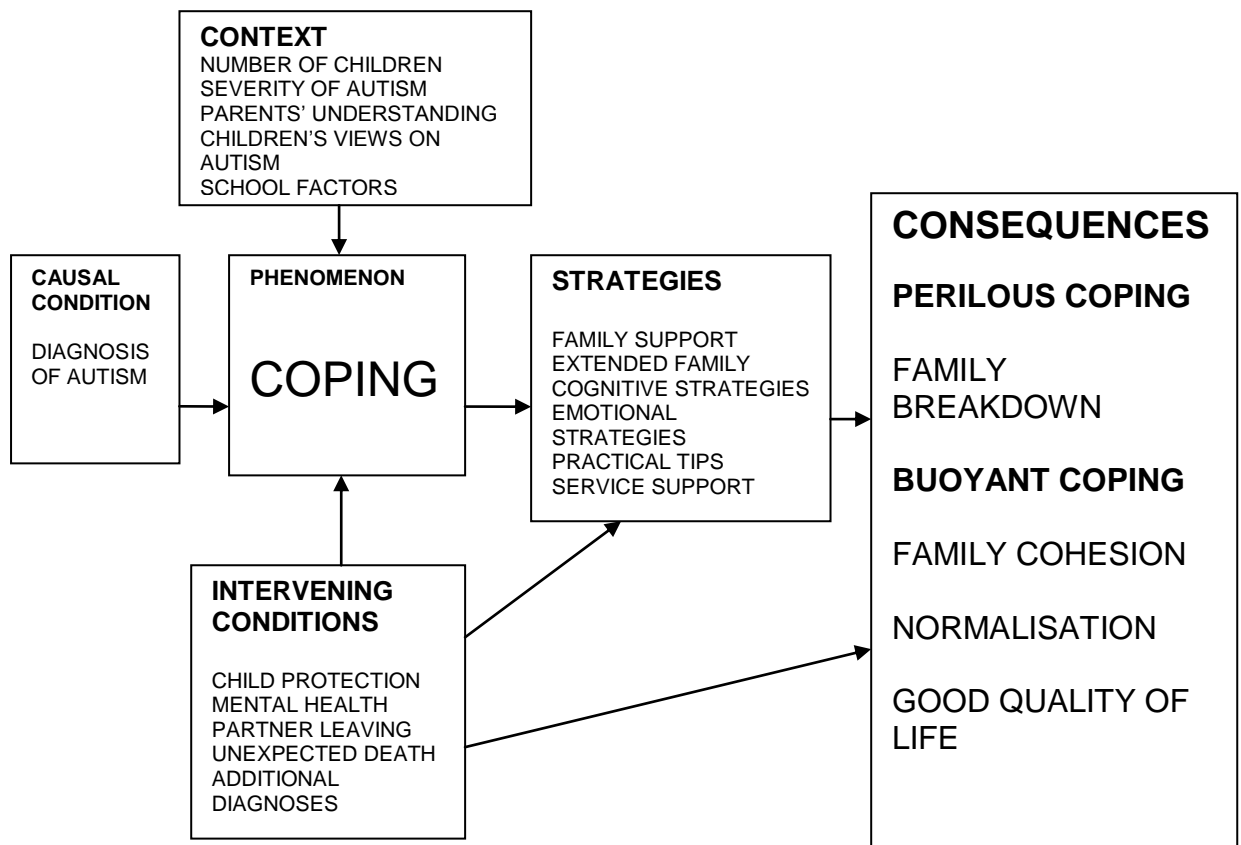 CONTEXT
NUMBER OF CHILDREN
SEVERITY OF AUTISM
PARENTS’ UNDERSTANDING
CHILDREN’S VIEWS ON
AUTISM
SCHOOL FACTORS
CAUSAL
CONDITION
DIAGNOSIS
OF AUTISM
PHENOMENON
COPING
STRATEGIES
FAMILY SUPPORT
EXTENDED FAMILY
COGNITIVE STRATEGIES
EMOTIONAL
STRATEGIES
PRACTICAL TIPS
SERVICE SUPPORT
INTERVENING
CONDITIONS
CHILD PROTECTION
MENTAL HEALTH
PARTNER LEAVING
UNEXPECTED DEATH
ADDITIONAL
DIAGNOSES
CONSEQUENCES
PERILOUS COPING
FAMILY
BREAKDOWN
BUOYANT COPING
FAMILY COHESION
NORMALISATION
GOOD QUALITY OF
LIFE